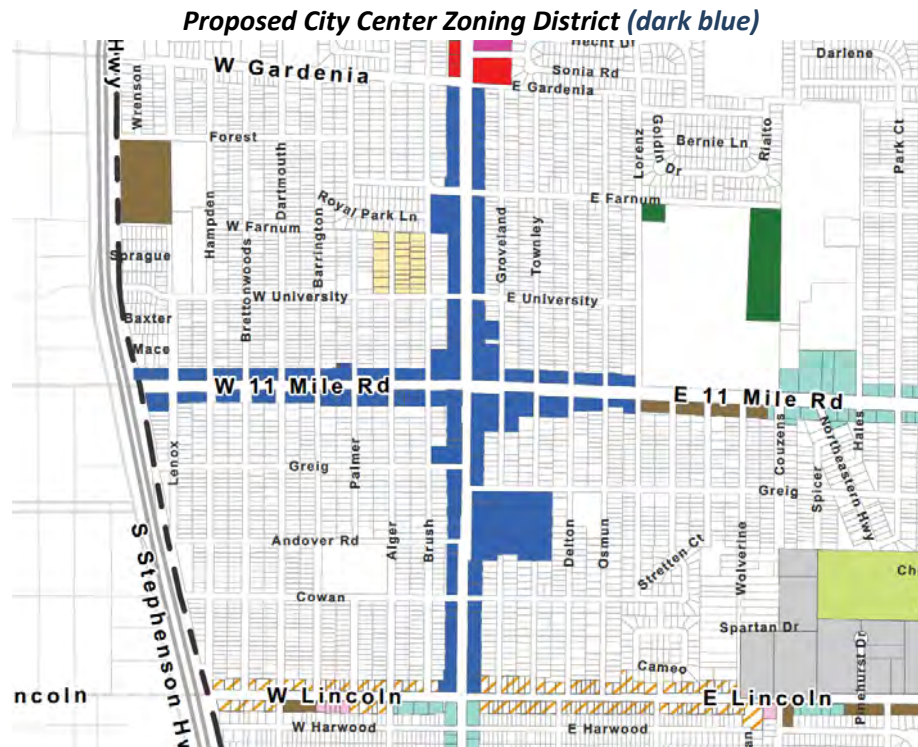 Proposed City Center Zoning District (dark blue)
Hwy
Wrenson
W Gardenia
Hecht Dr
Sonia Rd
E Gardenia
Darlene
Forest
Hampden
Dartmouth
Royal Park Ln
W Farnum
Barrington
Brettonwoods
Sprague
W University
Baxter
Mace
Groveland
Townley
E Farnum
E University
Lorenz
Goldin Dr
Bernie Ln
Rialto
Park Ct
W 11 Mile Rd
E 11 Mile Rd
Lenox
Greig
Palmer
Andover Rd
Alger
Brush
Cowan
Delton
Osmun
Stretten Ct
Wolverine
Couzens
Spicer
Northeastern Hwy
Hales
Greig
Ch
Spartan Dr
Cameo
Pinehurst Dr
S Stephenson Hw
ncoln
W Lincoln
E Lincoln
W Harwood
E Harwood
an